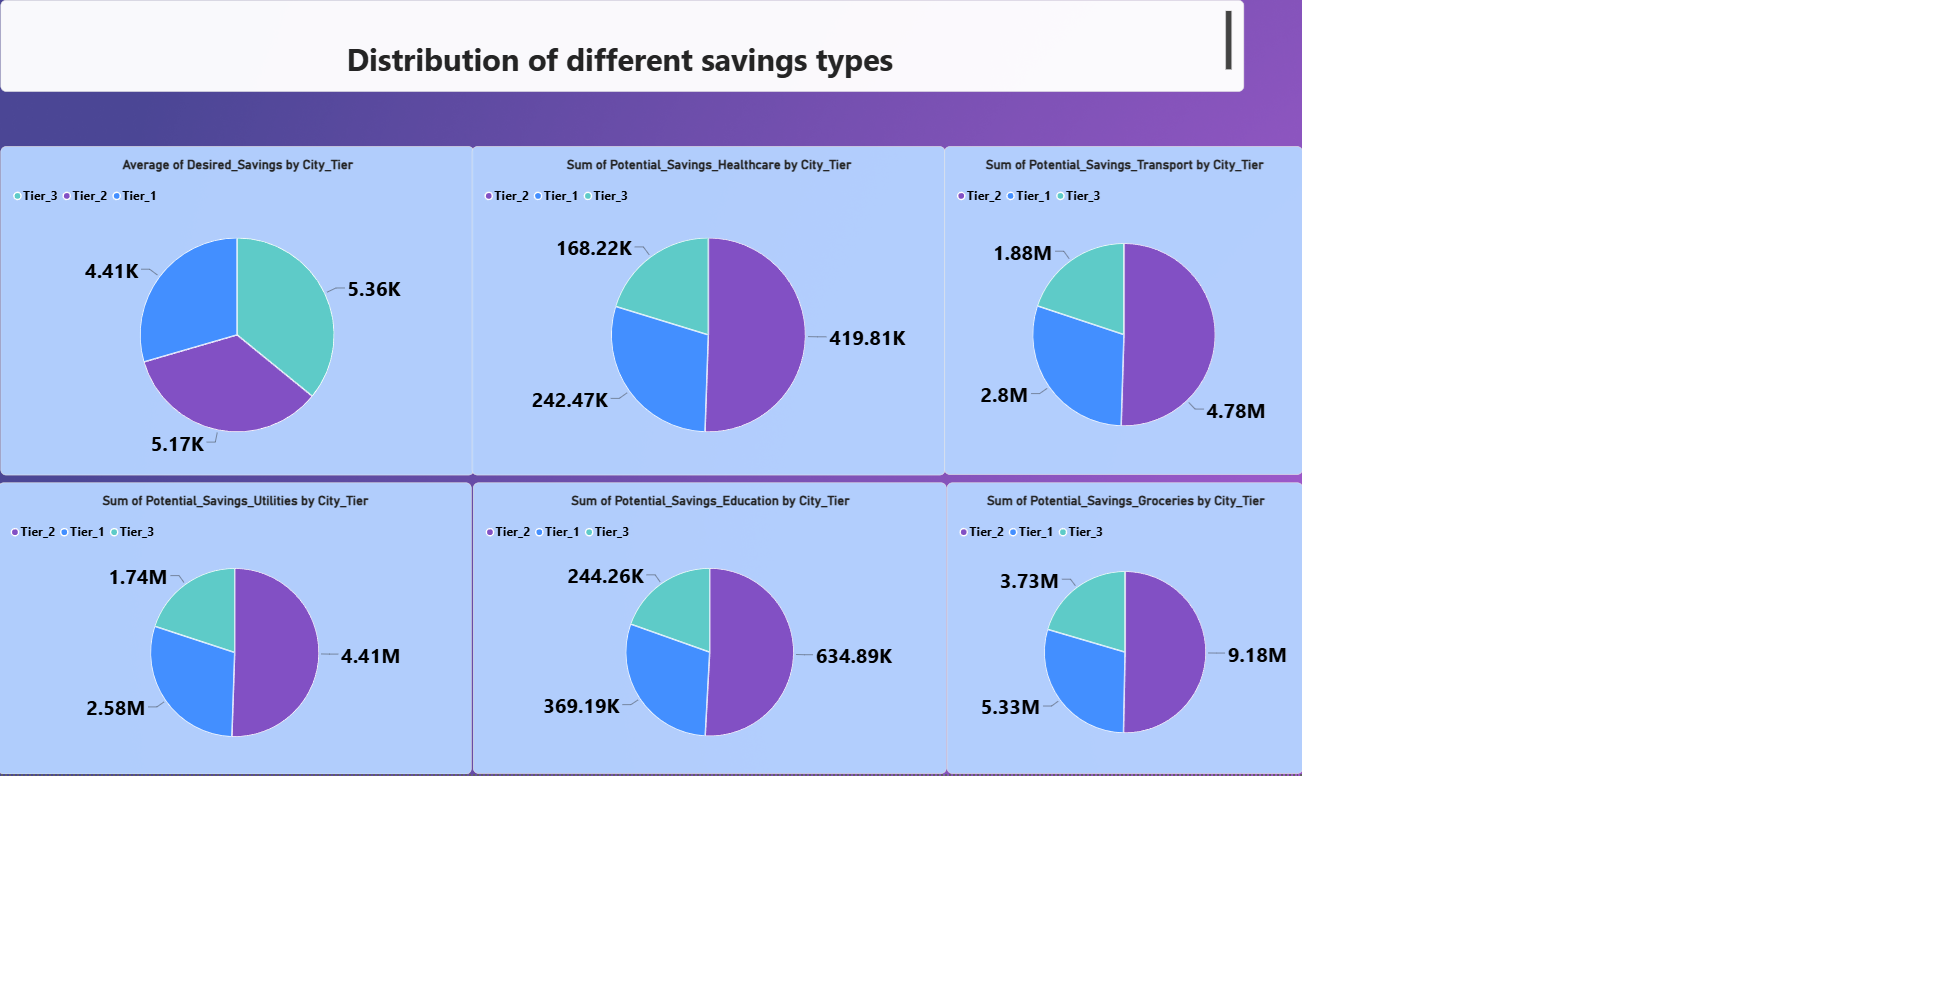 Distribution of different savings types
Average of Desired_Savings by City_Tier
Tier_3 Tier_2 Tier_1
4.41K
5.36K
5.17K
Sum of Potential_Savings_Healthcare by City_Tier
Tier_2 Tier_1 Tier_3
168.22K
419.81K
242.47K
Sum of Potential_Savings_Transport by City_Tier
Tier_2 Tier_1 Tier_3
1.88M
2.8M
4.78M
Sum of Potential_Savings_Utilities by City_Tier
Tier_2 Tier_1 Tier_3
1.74M
4.41M
2.58M
Sum of Potential_Savings_Education by City_Tier
Tier_2 Tier_1 Tier_3
244.26K
634.89K
369.19K
Sum of Potential_Savings_Groceries by City_Tier
Tier_2 Tier_1 Tier_3
3.73M
9.18M
5.33M